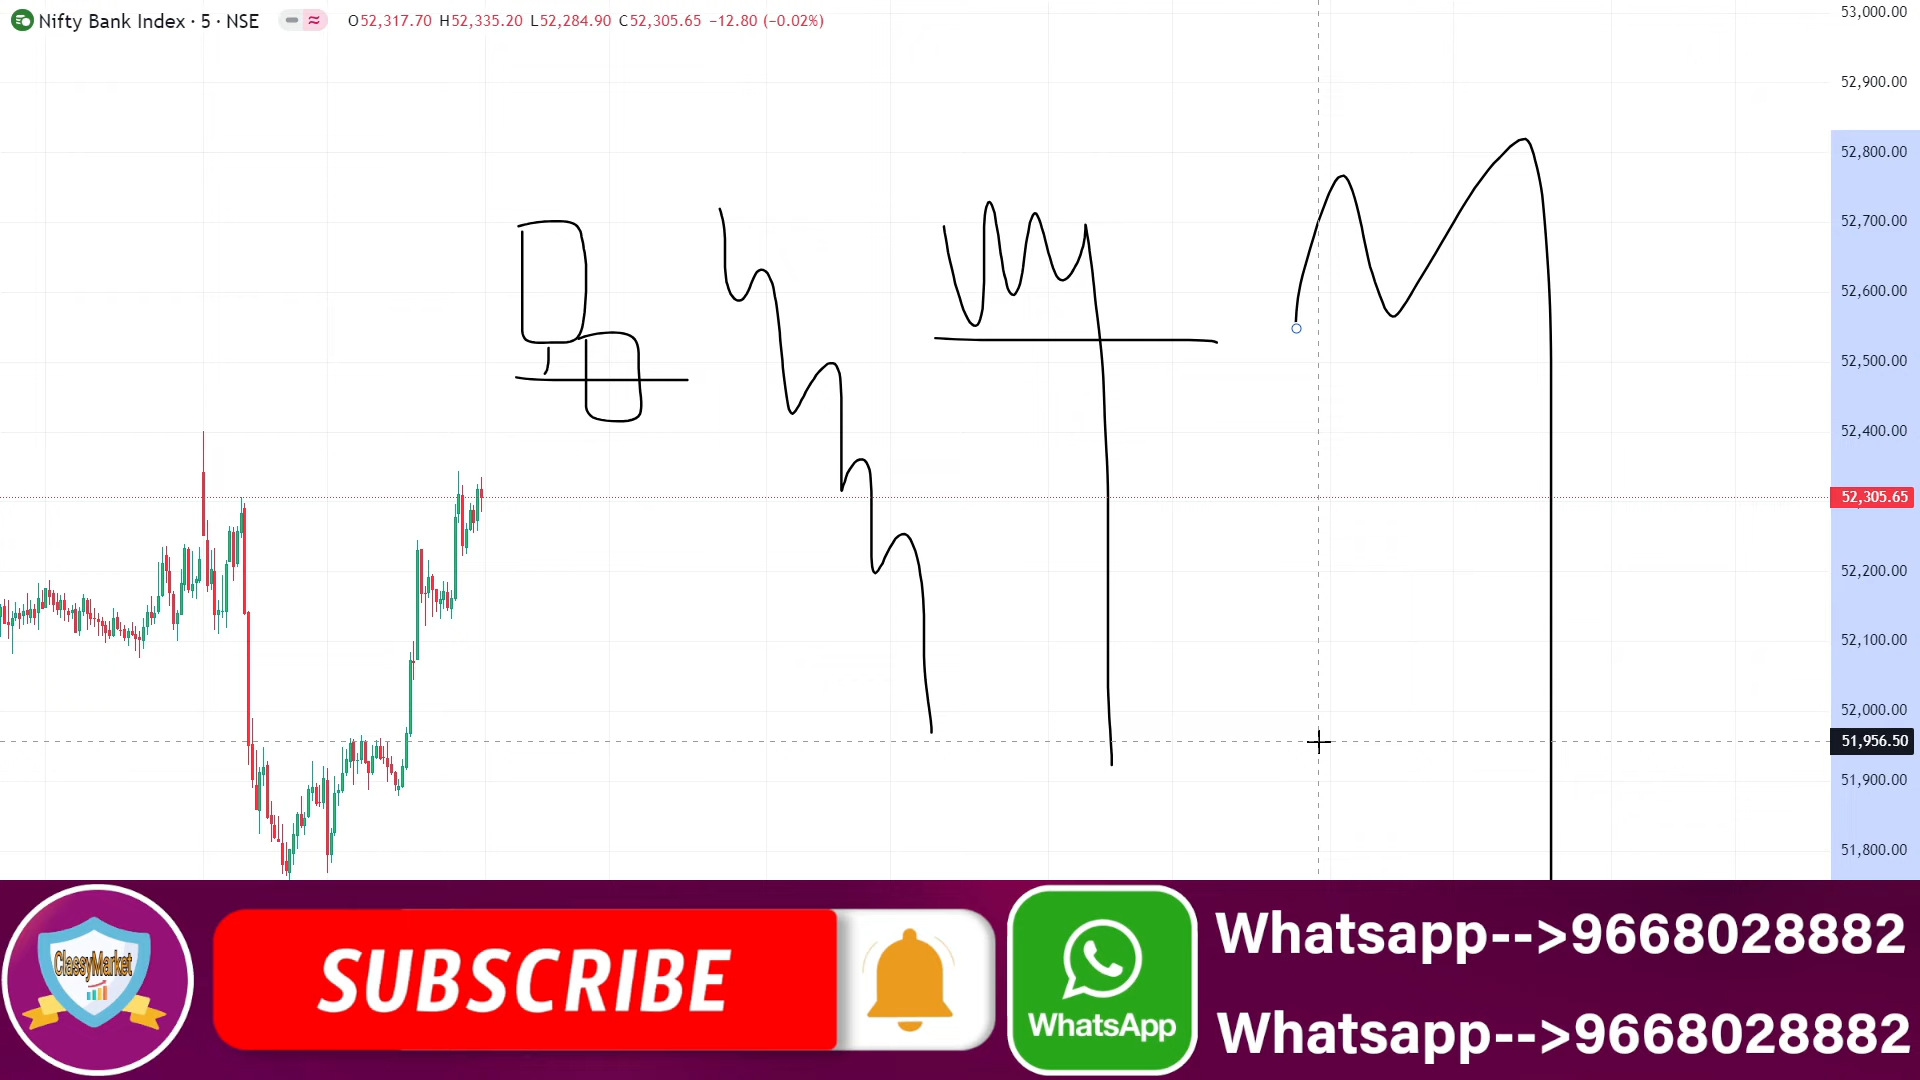 Nifty Bank Index · 5 · NSE
O52,317.70 H52,335.20 L52,284.90 C52,305.65 −12.80 (−0.02%)
53,000.00
52,900.00
52,800.00
52,700.00
52,600.00
52,500.00
52,400.00
52,305.65
52,200.00
52,100.00
52,000.00
51,956.50
51,900.00
51,800.00
ClassyMarket
SUBSCRIBE
WhatsApp
Whatsapp-->9668028882
Whatsapp-->9668028882